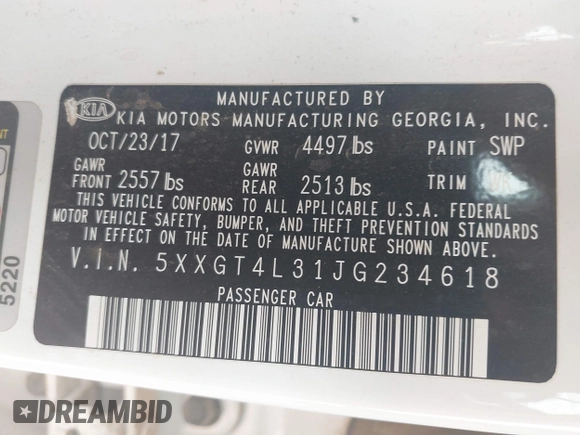 MANUFACTURED BY
KIA KIA MOTORS MANUFACTURING GEORGIA, INC.
OCT/23/17 GVWR 4497 lbs PAINT SWP
GAWR FRONT 2557 lbs GAWR REAR 2513 lbs TRIM
THIS VEHICLE CONFORMS TO ALL APPLICABLE U.S.A. FEDERAL
MOTOR VEHICLE SAFETY, BUMPER, AND THEFT PREVENTION STANDARDS
IN EFFECT ON THE DATE OF MANUFACTURE SHOWN ABOVE.
V.I.N. 5XXGT4L31JG234618
PASSENGER CAR
5220
DREAMBID